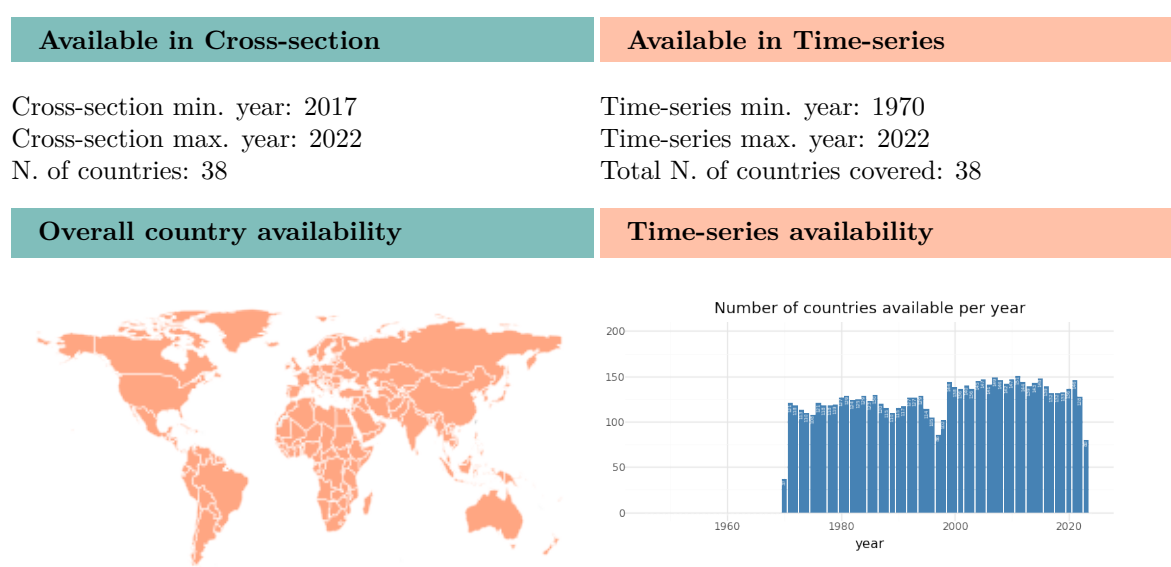 Available in Cross-section
Available in Time-series
Cross-section min. year: 2017
Cross-section max. year: 2022
N. of countries: 38
Time-series min. year: 1970
Time-series max. year: 2022
Total N. of countries covered: 38
Overall country availability
Time-series availability
Number of countries available per year
200
150
100
50
0
1960
1980
2000
2020
year